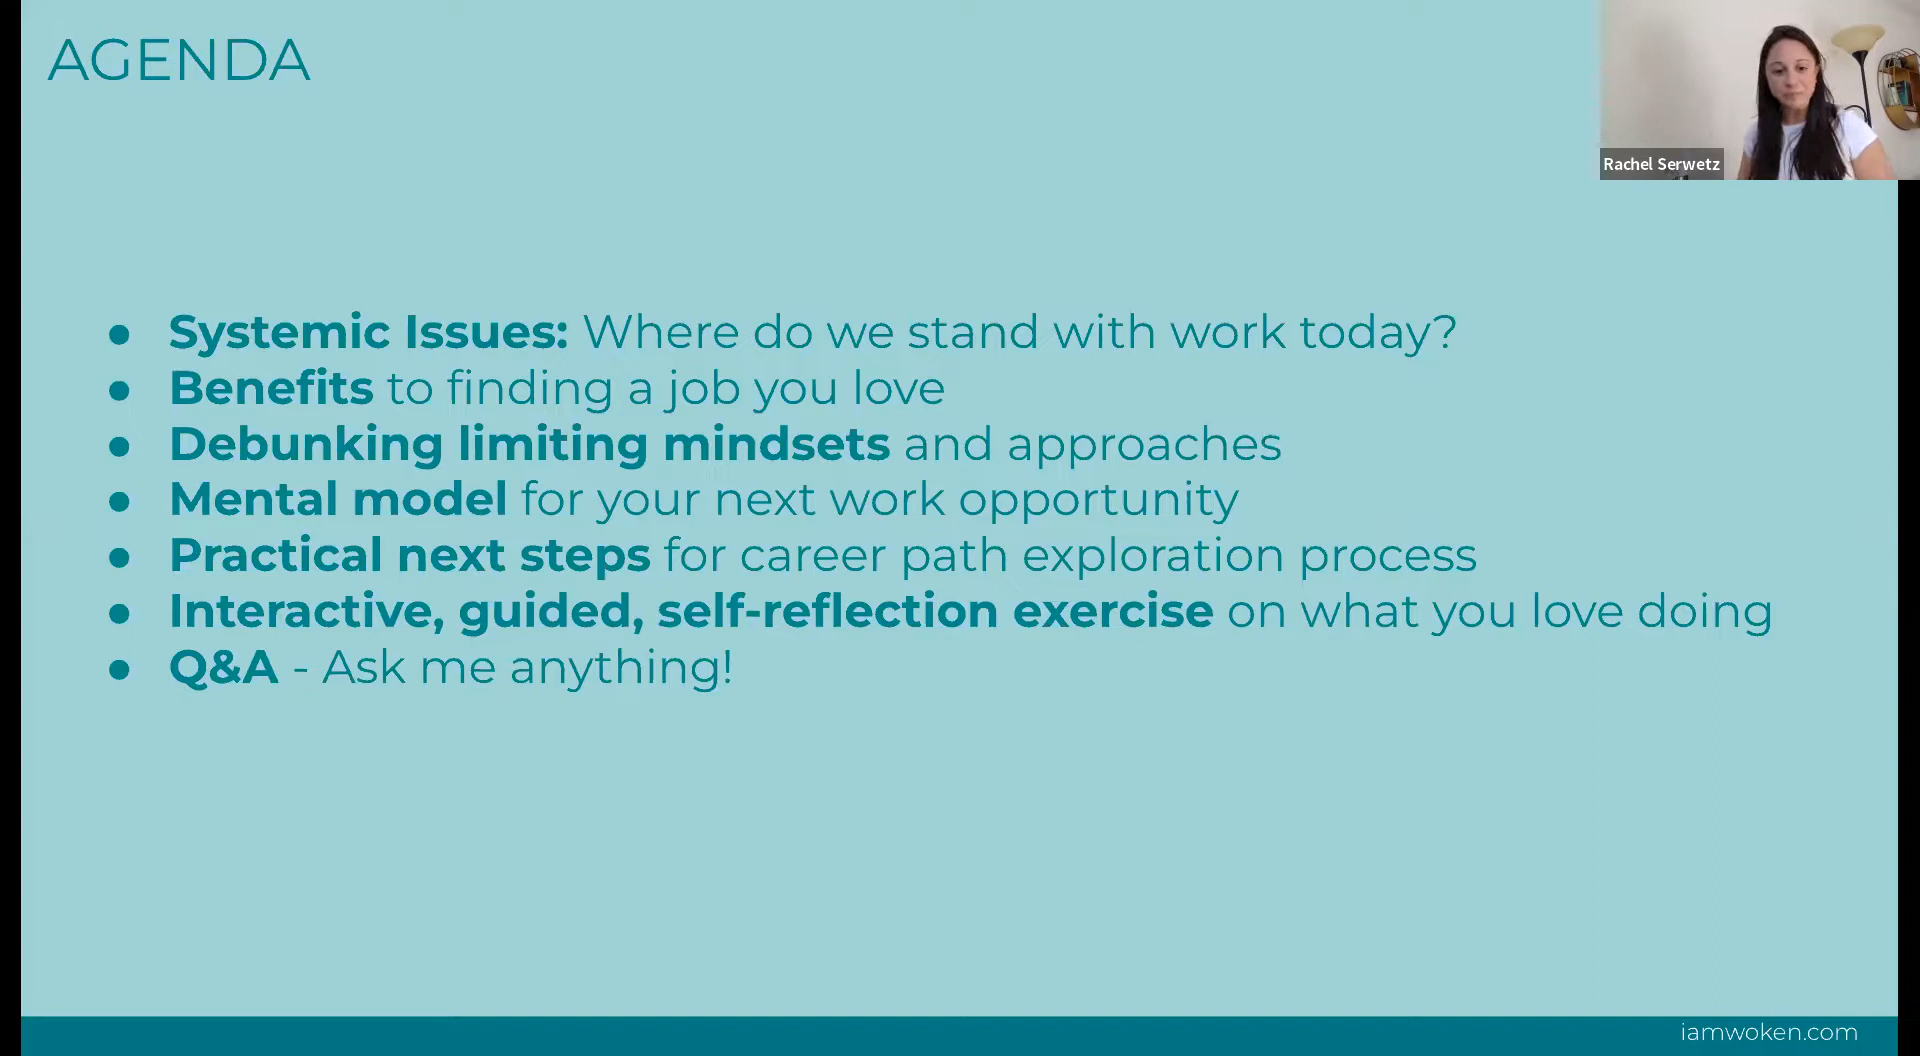 AGENDA
Rachel Serwetz
● Systemic Issues: Where do we stand with work today?
● Benefits to finding a job you love
● Debunking limiting mindsets and approaches
● Mental model for your next work opportunity
● Practical next steps for career path exploration process
● Interactive, guided, self-reflection exercise on what you love doing
● Q&A - Ask me anything!
iamwoken.com